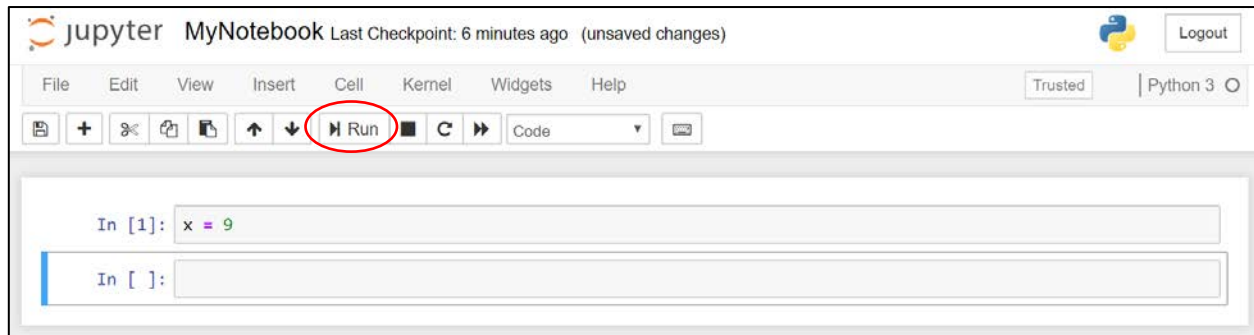 jupyter MyNotebook Last Checkpoint: 6 minutes ago (unsaved changes) Logout
File Edit View Insert Cell Kernel Widgets Help Trusted Python 3
Run Code
In [1]: x = 9
In [ ]: